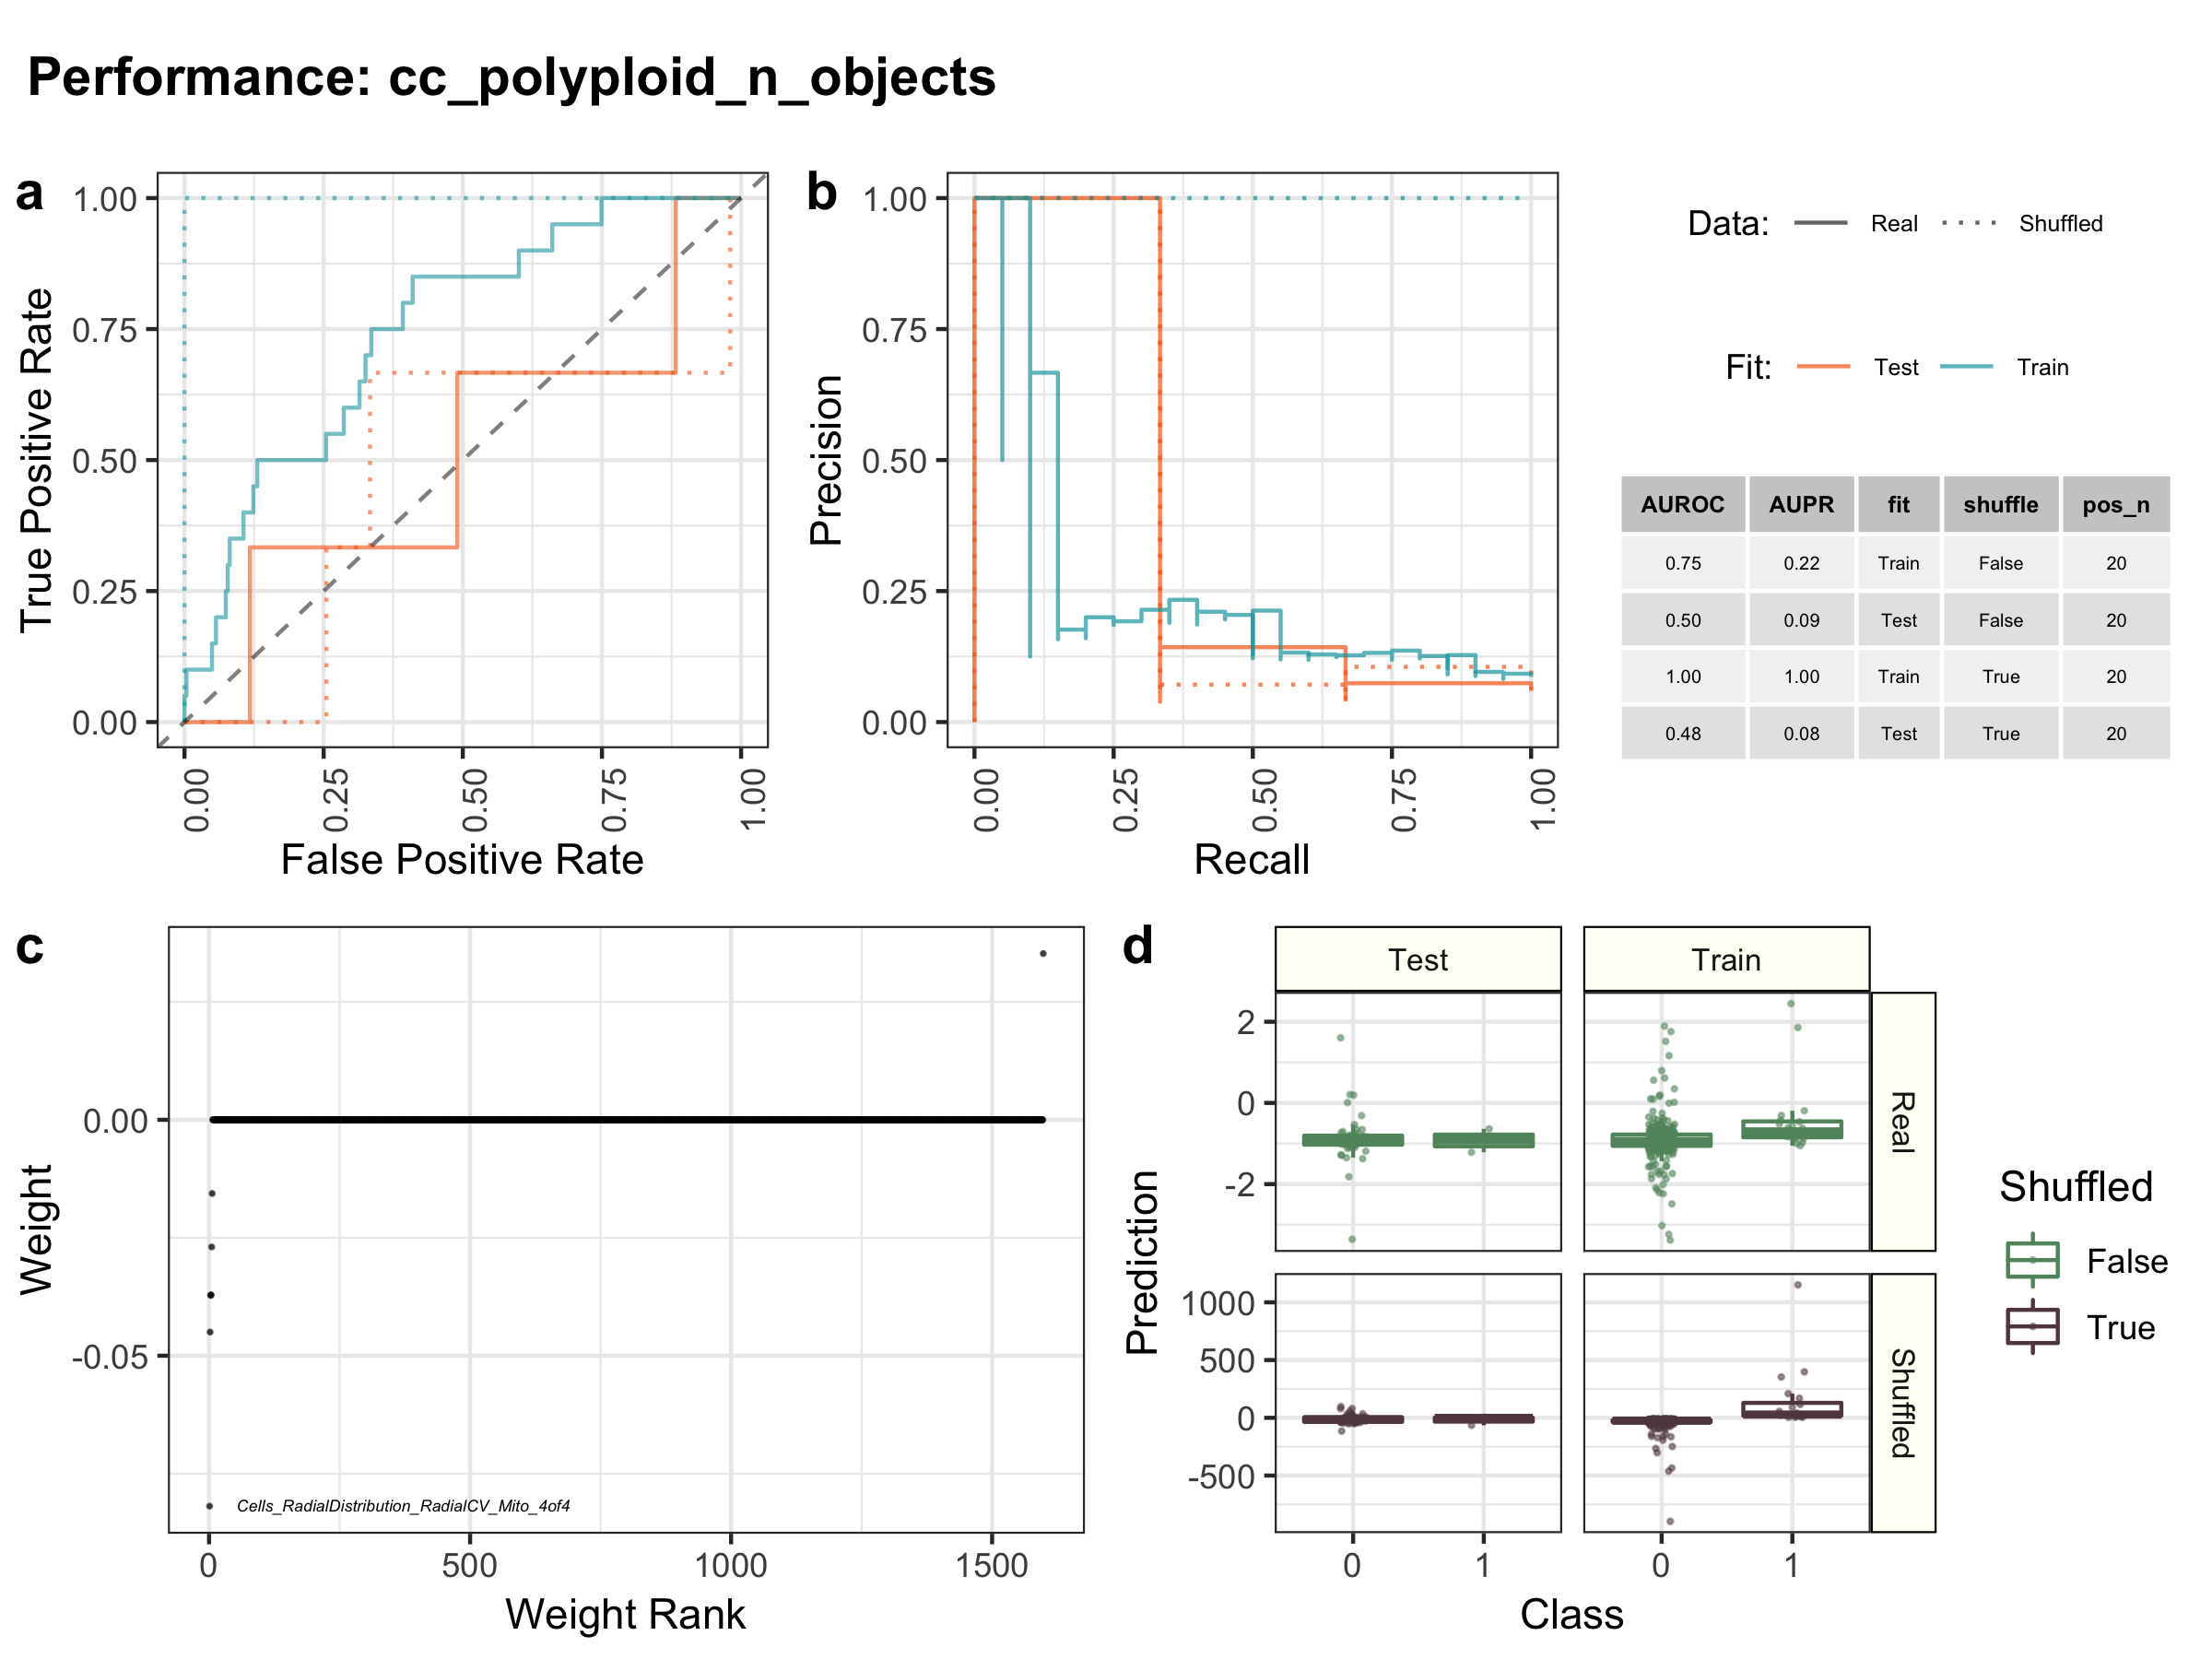 Performance: cc_polyploid_n_objects
a
1.00
0.75
0.50
0.25
0.00
True Positive Rate
0.00
0.25
0.50
0.75
1.00
False Positive Rate
b
1.00
0.75
0.50
0.25
0.00
Precision
0.00
0.25
0.50
0.75
1.00
Recall
Data: Real Shuffled
Fit: Test Train
AUROC AUPR fit shuffle pos_n
0.75 0.22 Train False 20
0.50 0.09 Test False 20
1.00 1.00 Train True 20
0.48 0.08 Test True 20
c
0.00
-0.05
Weight
Cells_RadialDistribution_RadialCV_Mito_4of4
0 500 1000 1500
Weight Rank
d
Test Train
2
0
-2
Real
1000
500
0
-500
Shuffled
Prediction
0 1 0 1
Class
Shuffled
False
True